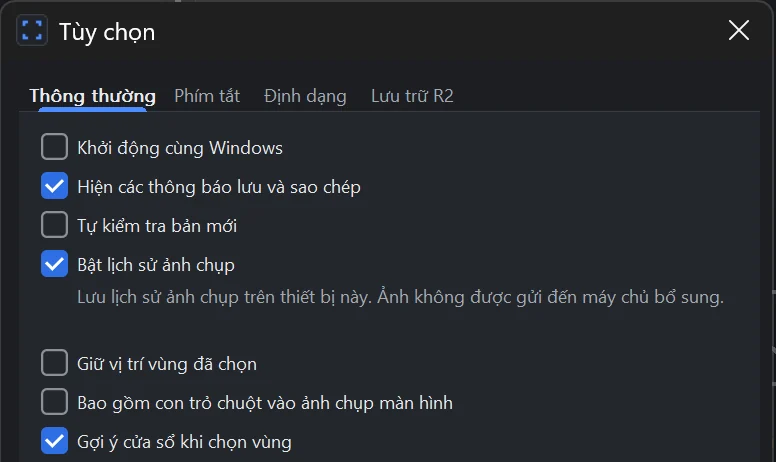 Tùy chọn
Thông thường Phím tắt Định dạng Lưu trữ R2
Khởi động cùng Windows
Hiện các thông báo lưu và sao chép
Tự kiểm tra bản mới
Bật lịch sử ảnh chụp
Lưu lịch sử ảnh chụp trên thiết bị này. Ảnh không được gửi đến máy chủ bổ sung.
Giữ vị trí vùng đã chọn
Bao gồm con trỏ chuột vào ảnh chụp màn hình
Gợi ý cửa sổ khi chọn vùng